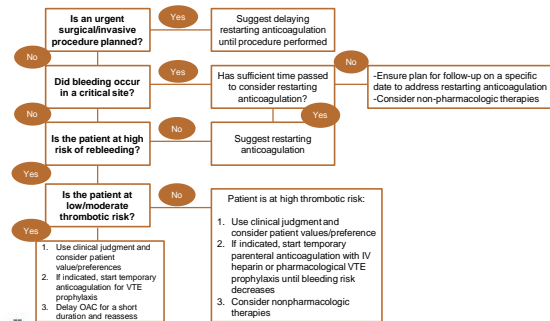 Is an urgent
surgical/invasive
procedure planned?
Yes
Suggest delaying
restarting anticoagulation
until procedure performed
No
Did bleeding occur
in a critical site?
Yes
Has sufficient time passed
to consider restarting
anticoagulation?
No
-Ensure plan for follow-up on a specific
date to address restarting anticoagulation
-Consider non-pharmacologic therapies
Yes
No
Is the patient at high
risk of rebleeding?
No
Suggest restarting
anticoagulation
Yes
Is the patient at
low/moderate
thrombotic risk?
No
Patient is at high thrombotic risk:
1. Use clinical judgment and
consider patient values/preference
2. If indicated, start temporary
parenteral anticoagulation with IV
heparin or pharmacological VTE
prophylaxis until bleeding risk
decreases
3. Consider nonpharmacologic
therapies
Yes
1. Use clinical judgment and
consider patient
value/preferences
2. If indicated, start temporary
anticoagulation for VTE
prophylaxis
3. Delay OAC for a short
duration and reassess